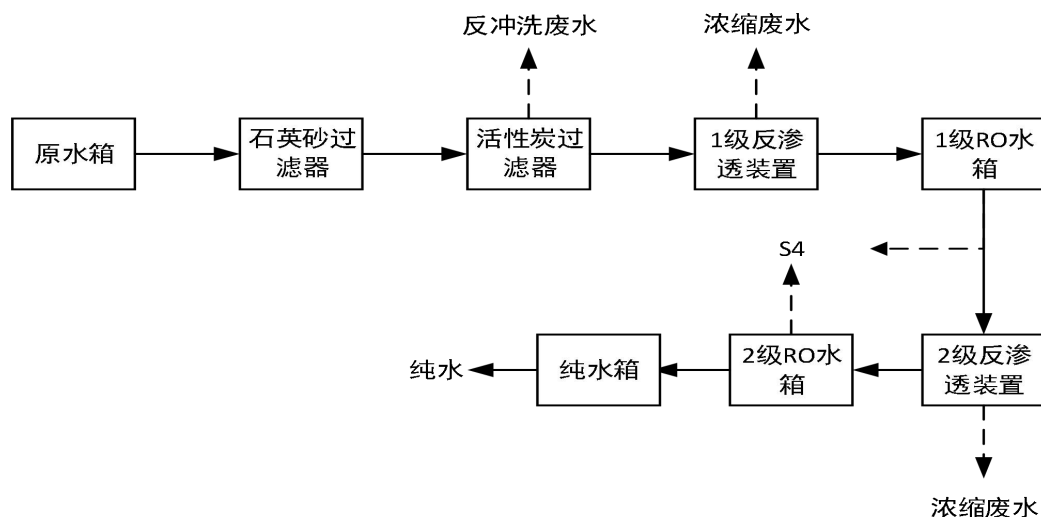 反冲洗废水
浓缩废水
原水箱
石英砂过
滤器
活性炭过
滤器
1级反渗
透装置
1级RO水
箱
S4
纯水
纯水箱
2级RO水
箱
2级反渗
透装置
浓缩废水